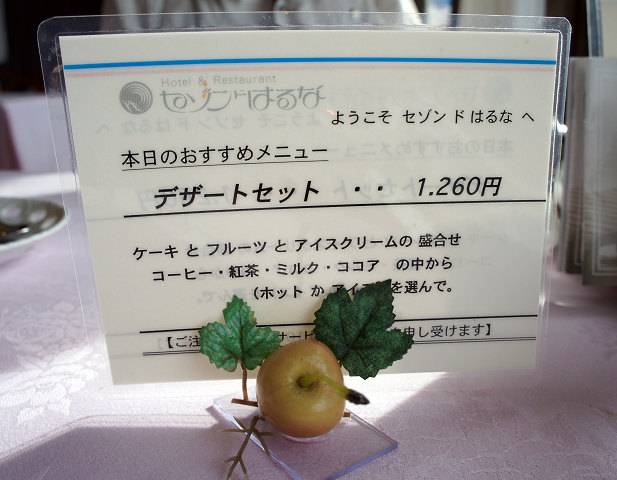 Hotel & Restaurant
セゾンドはるな
ようこそ セゾンド はるな へ
本日のおすすめメニュー
デザートセット ・・ 1.260円
ケーキ と フルーツ と アイスクリームの 盛合せ
コーヒー・紅茶・ミルク・ココア の中から
(ホット か アイ を選んで。
【ご サービ 申し受けます】